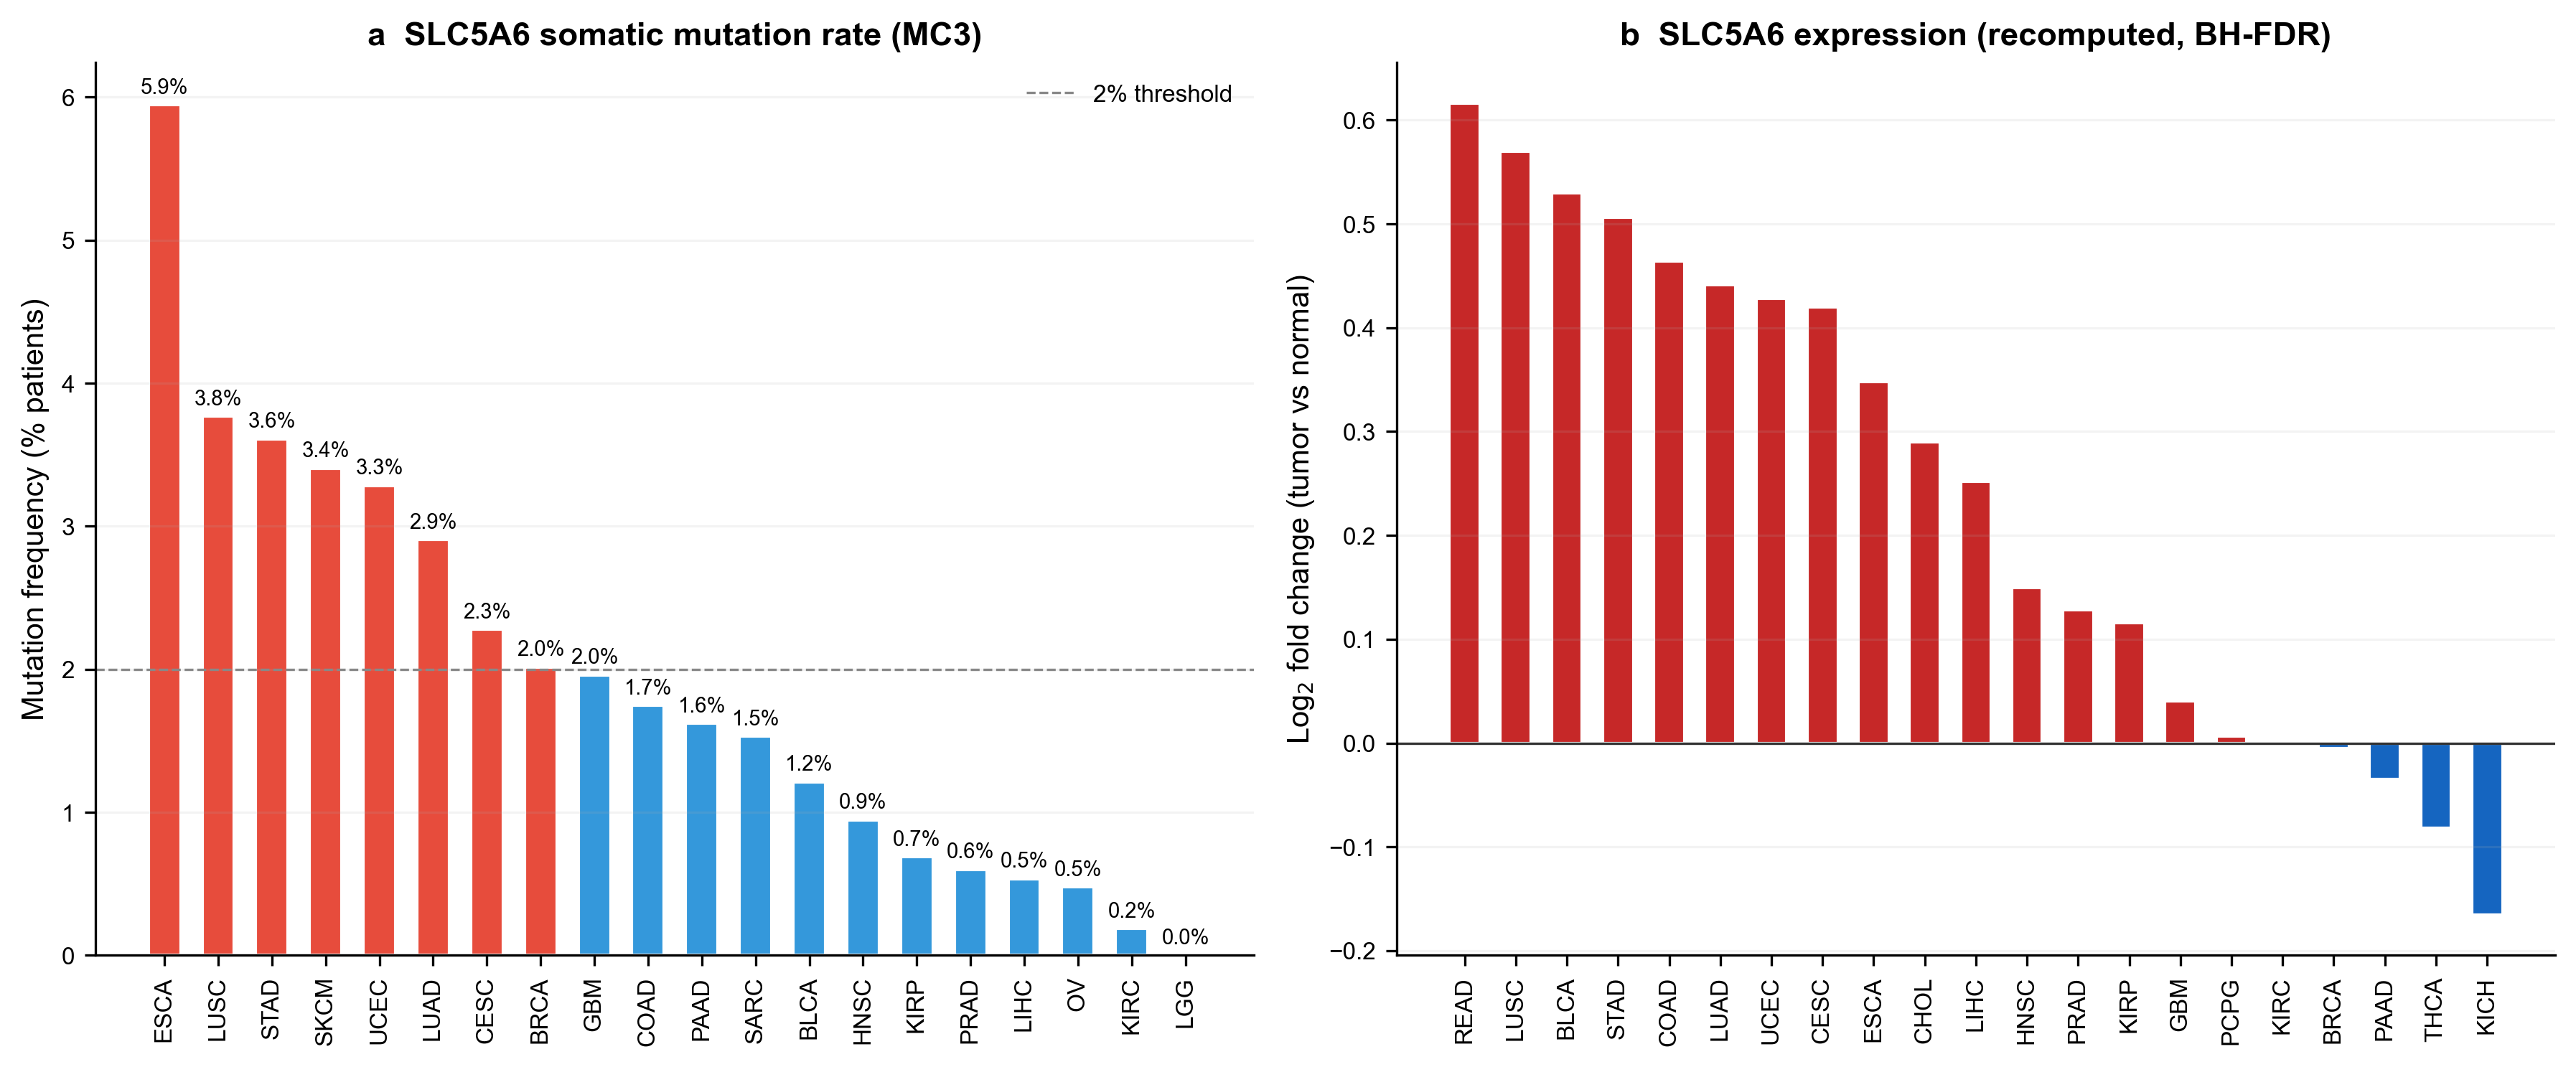 a SLC5A6 somatic mutation rate (MC3)
Mutation frequency (% patients)
6
5
4
3
2
1
0
2% threshold
5.9%
3.8%
3.6%
3.4%
3.3%
2.9%
2.3%
2.0%
2.0%
1.7%
1.6%
1.5%
1.2%
0.9%
0.7%
0.6%
0.5%
0.5%
0.2%
0.0%
ESCA
LUSC
STAD
SKCM
UCEC
LUAD
CESC
BRCA
GBM
COAD
PAAD
SARC
BLCA
HNSC
KIRP
PRAD
LIHC
OV
KIRC
LGG
b SLC5A6 expression (recomputed, BH-FDR)
Log₂ fold change (tumor vs normal)
0.6
0.5
0.4
0.3
0.2
0.1
0.0
−0.1
−0.2
READ
LUSC
BLCA
STAD
COAD
LUAD
UCEC
CESC
ESCA
CHOL
LIHC
HNSC
PRAD
KIRP
GBM
PCPG
KIRC
BRCA
PAAD
THCA
KICH